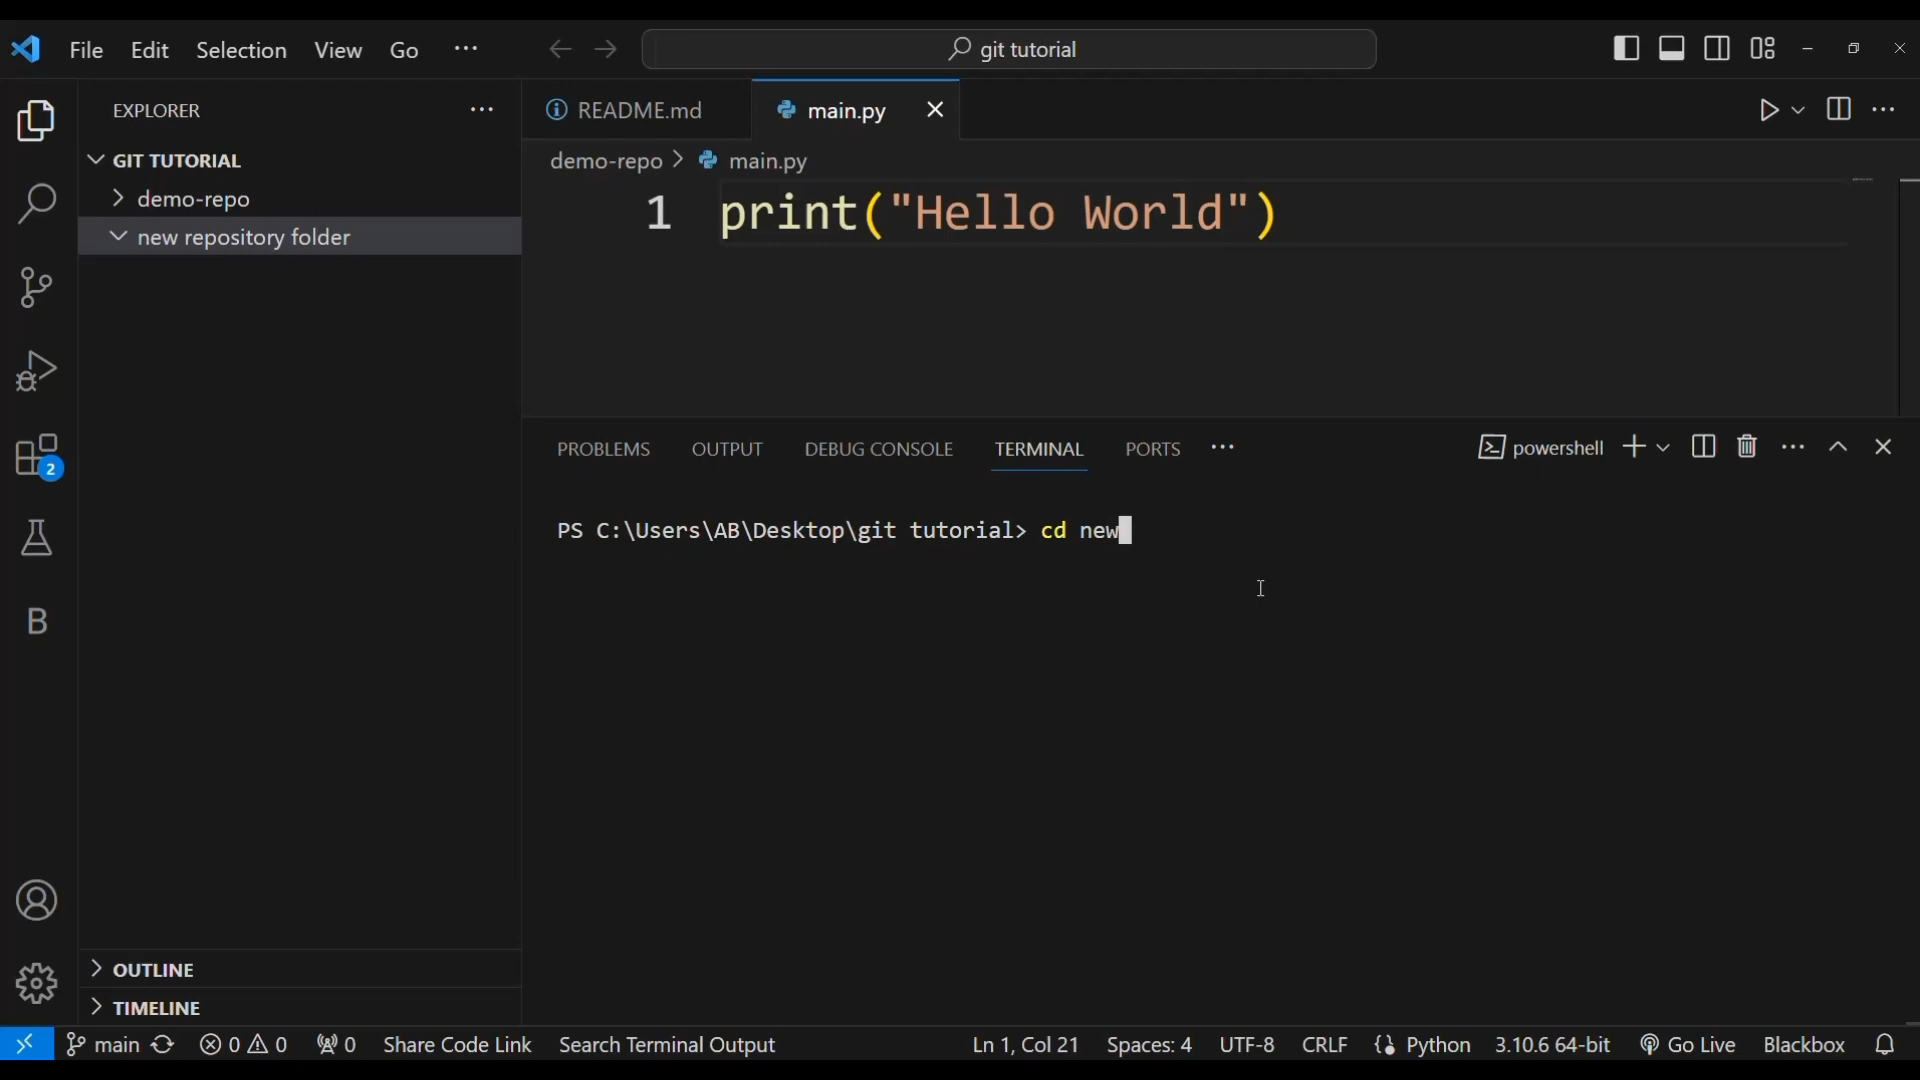 File Edit Selection View Go ···
git tutorial
EXPLORER ···
GIT TUTORIAL
demo-repo
new repository folder
OUTLINE
TIMELINE
2
B
README.md
main.py
demo-repo > main.py
1 print("Hello World")
PROBLEMS OUTPUT DEBUG CONSOLE TERMINAL PORTS ···
powershell
PS C:\Users\AB\Desktop\git tutorial> cd new
main 0 0 0 Share Code Link Search Terminal Output Ln 1, Col 21 Spaces: 4 UTF-8 CRLF Python 3.10.6 64-bit Go Live Blackbox